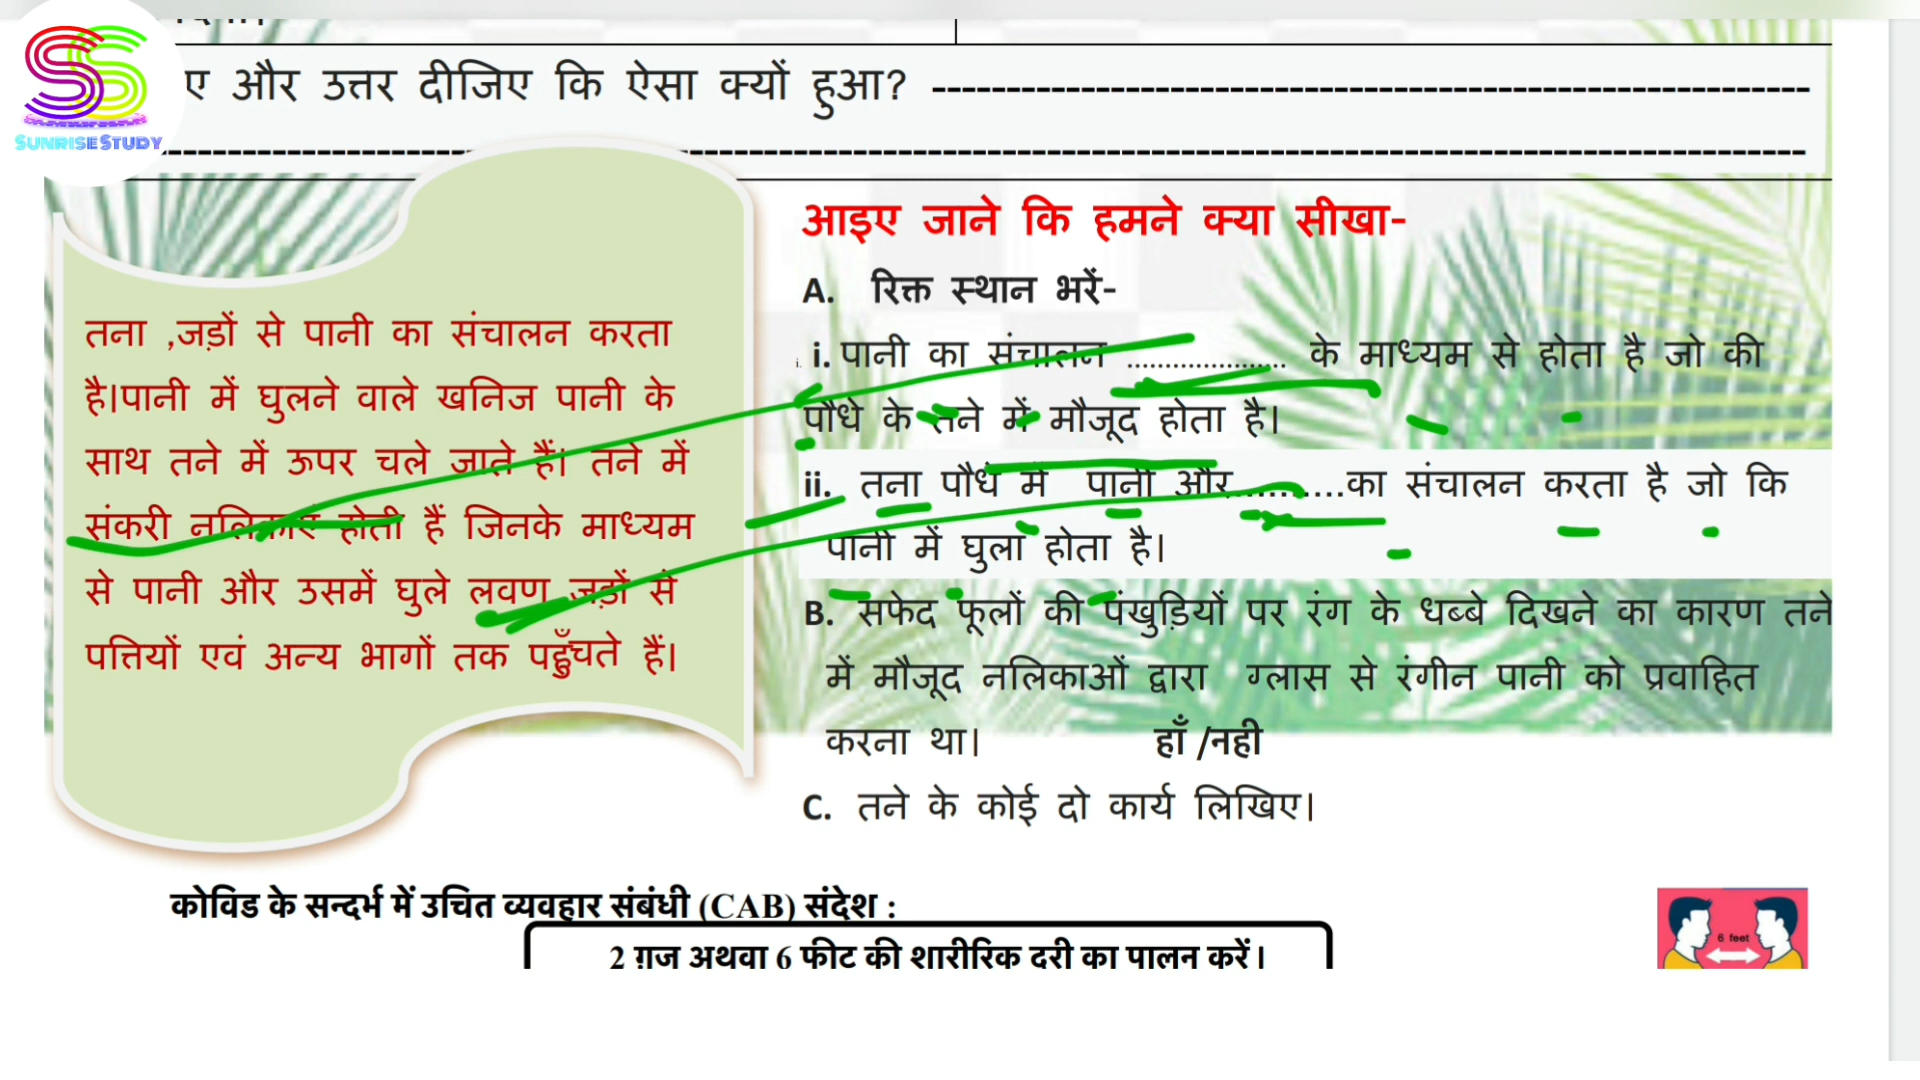 SUNRISESTUDY
ए और उत्तर दीजिए कि ऐसा क्यों हुआ? ------------------------------------------------------------
तना ,जड़ों से पानी का संचालन करता
है।पानी में घुलने वाले खनिज पानी के
साथ तने में ऊपर चले जाते हैं। तने में
संकरी नलिकाएं होती हैं जिनके माध्यम
से पानी और उसमें घुले लवण जड़ों से
पत्तियों एवं अन्य भागों तक पहुँचते हैं।
आइए जाने कि हमने क्या सीखा-
A. रिक्त स्थान भरें-
i. पानी का संचालन ..................... के माध्यम से होता है जो की
पौधे के तने में मौजूद होता है।
ii. तना पौधे में पानी और...........का संचालन करता है जो कि
पानी में घुला होता है।
B. सफेद फूलों की पंखुड़ियों पर रंग के धब्बे दिखने का कारण तने
में मौजूद नलिकाओं द्वारा ग्लास से रंगीन पानी को प्रवाहित
करना था। हाँ /नही
C. तने के कोई दो कार्य लिखिए।
कोविड के सन्दर्भ में उचित व्यवहार संबंधी (CAB) संदेश :
2 ग़ज अथवा 6 फीट की शारीरिक दूरी का पालन करें।
6 feet